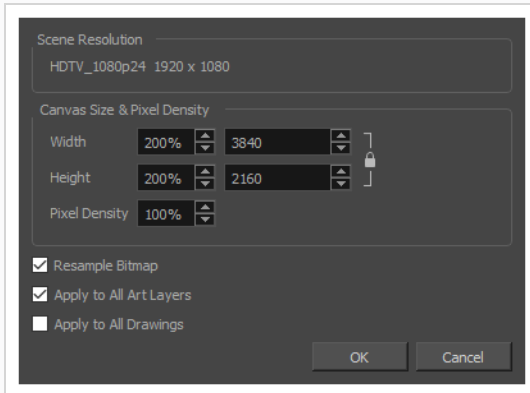 Scene Resolution
HDTV_1080p24 1920 x 1080
Canvas Size & Pixel Density
Width 200% 3840
Height 200% 2160
Pixel Density 100%
Resample Bitmap
Apply to All Art Layers
Apply to All Drawings
OK Cancel